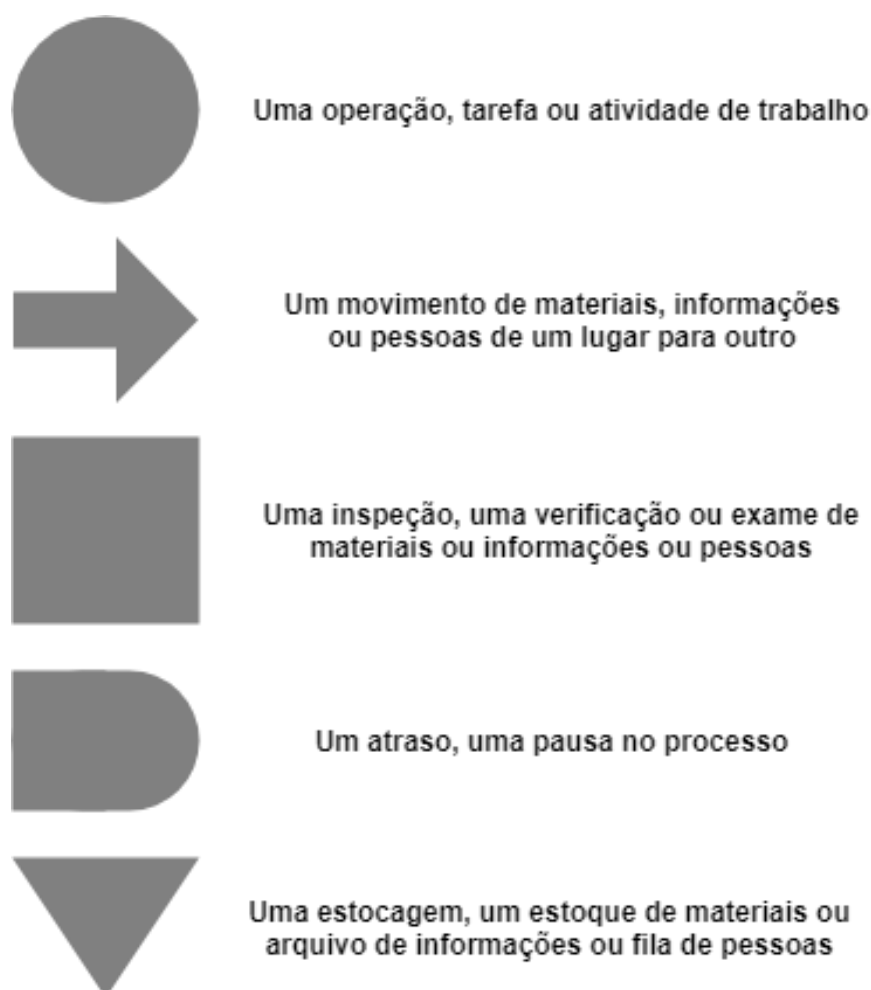 Uma operação, tarefa ou atividade de trabalho
Um movimento de materiais, informações
ou pessoas de um lugar para outro
Uma inspeção, uma verificação ou exame de
materiais ou informações ou pessoas
Um atraso, uma pausa no processo
Uma estocagem, um estoque de materiais ou
arquivo de informações ou fila de pessoas